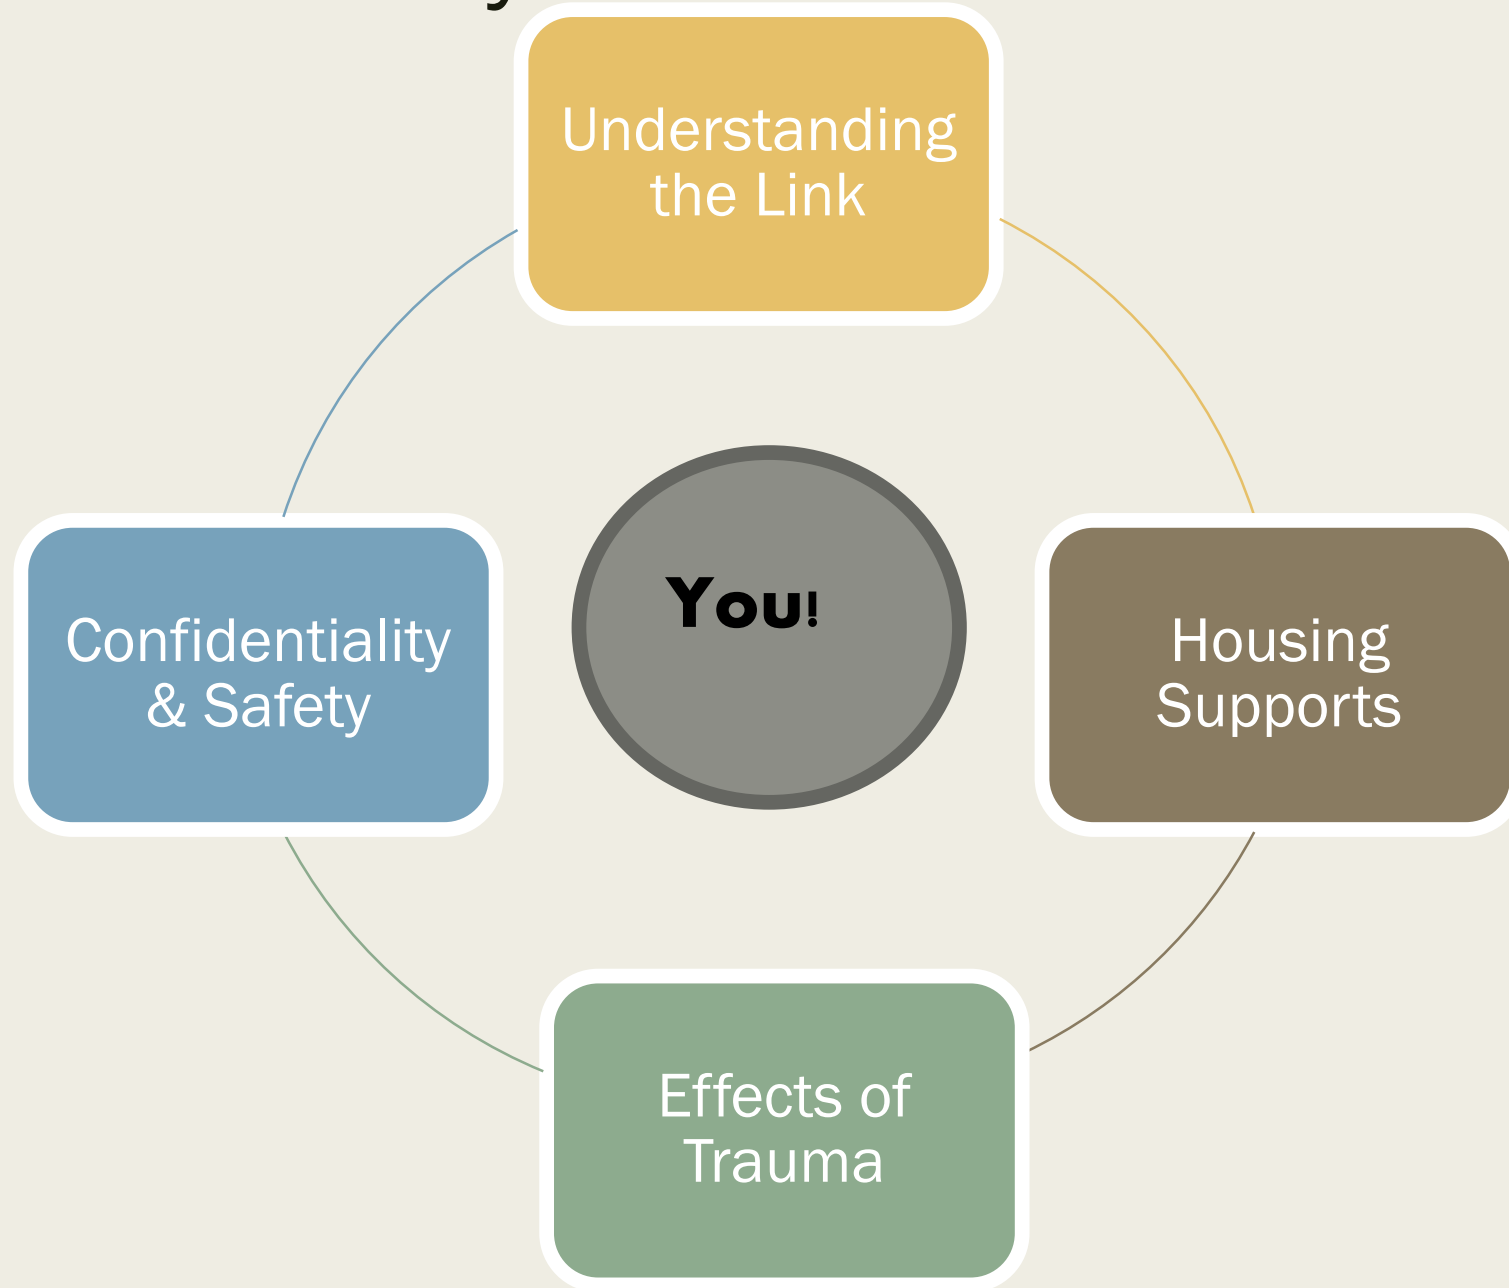 Understanding
the Link
You!
Confidentiality
& Safety
Housing
Supports
Effects of
Trauma